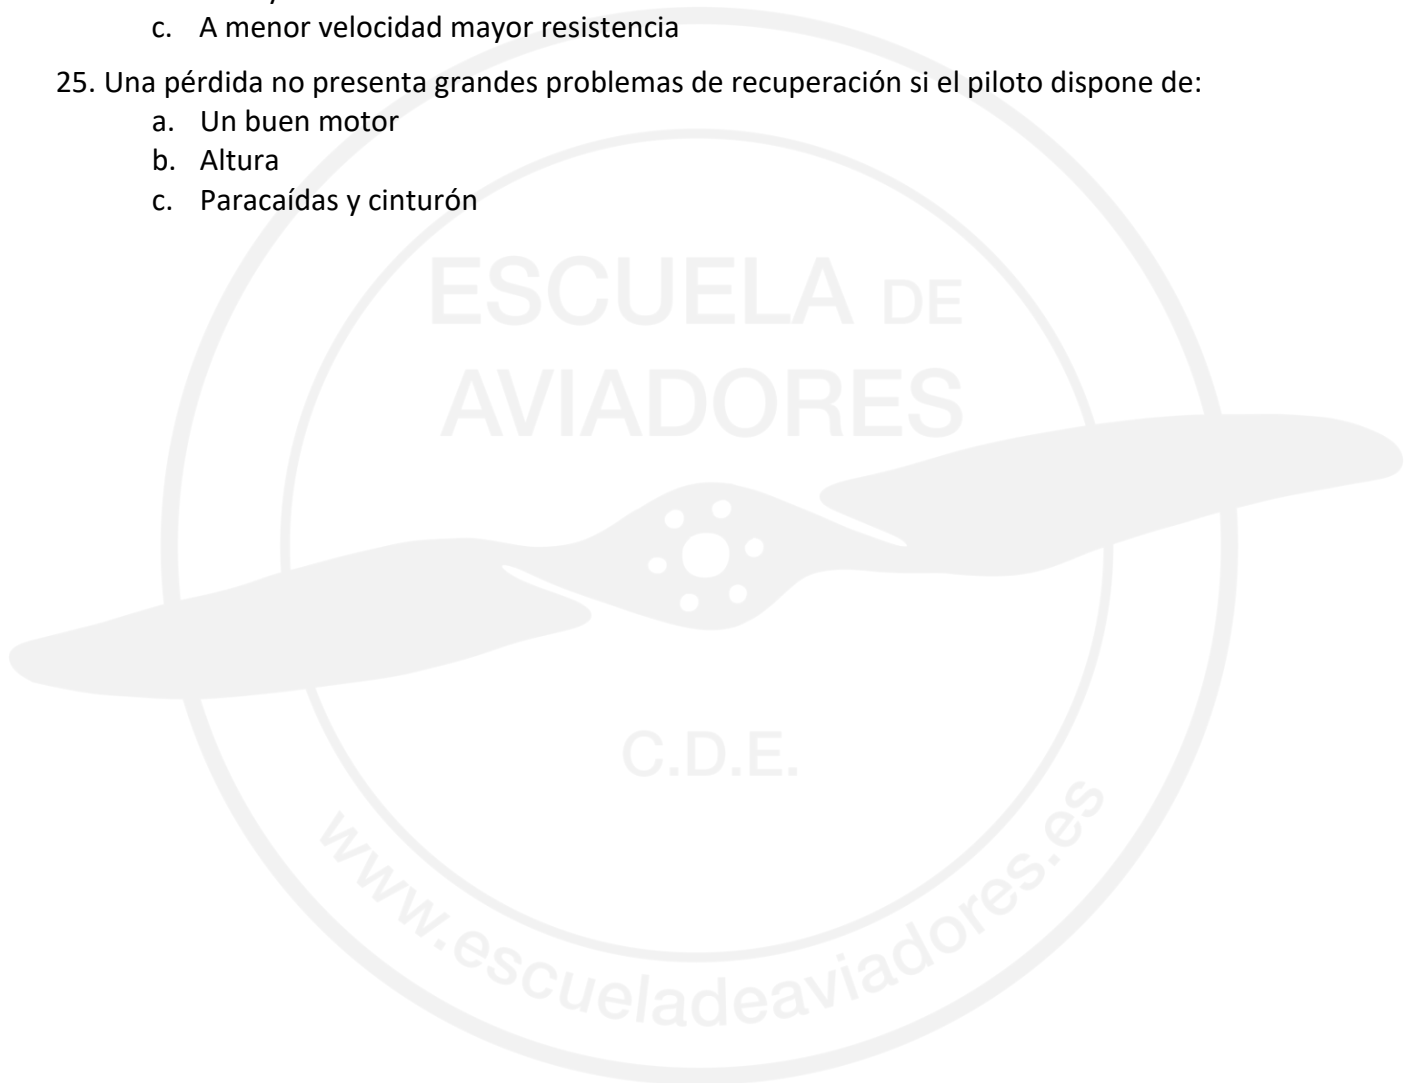 c. A menor velocidad mayor resistencia
25. Una pérdida no presenta grandes problemas de recuperación si el piloto dispone de:
a. Un buen motor
b. Altura
c. Paracaídas y cinturón
ESCUELA DE
AVIADORES
C.D.E.
www.escueladeaviadores.es